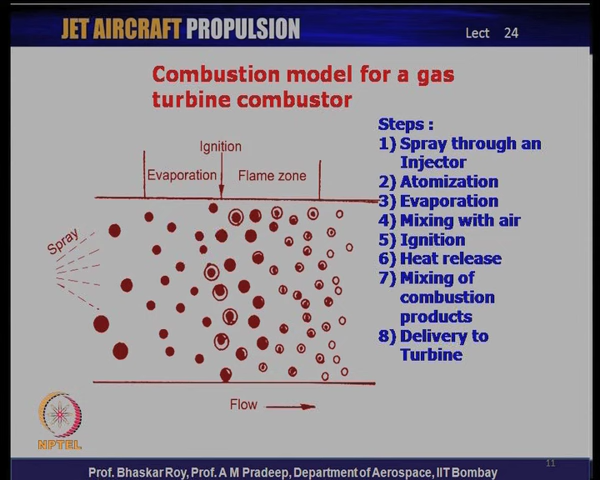 JET AIRCRAFT PROPULSION
Lect 24
Combustion model for a gas
turbine combustor
Ignition
Evaporation
Flame zone
Spray
Flow
Steps :
1) Spray through an
Injector
2) Atomization
3) Evaporation
4) Mixing with air
5) Ignition
6) Heat release
7) Mixing of
combustion
products
8) Delivery to
Turbine
NPTEL
11
Prof. Bhaskar Roy, Prof. A M Pradeep, Department of Aerospace, IIT Bombay